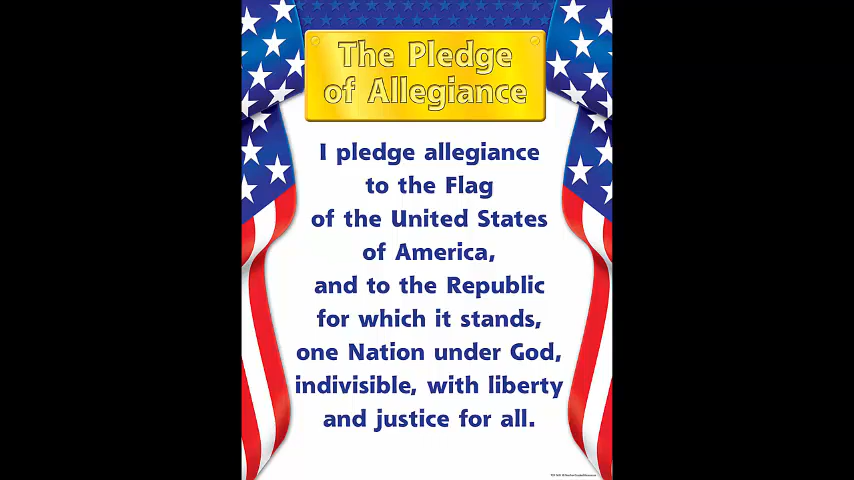 The Pledge
of Allegiance
I pledge allegiance
to the Flag
of the United States
of America,
and to the Republic
for which it stands,
one Nation under God,
indivisible, with liberty
and justice for all.